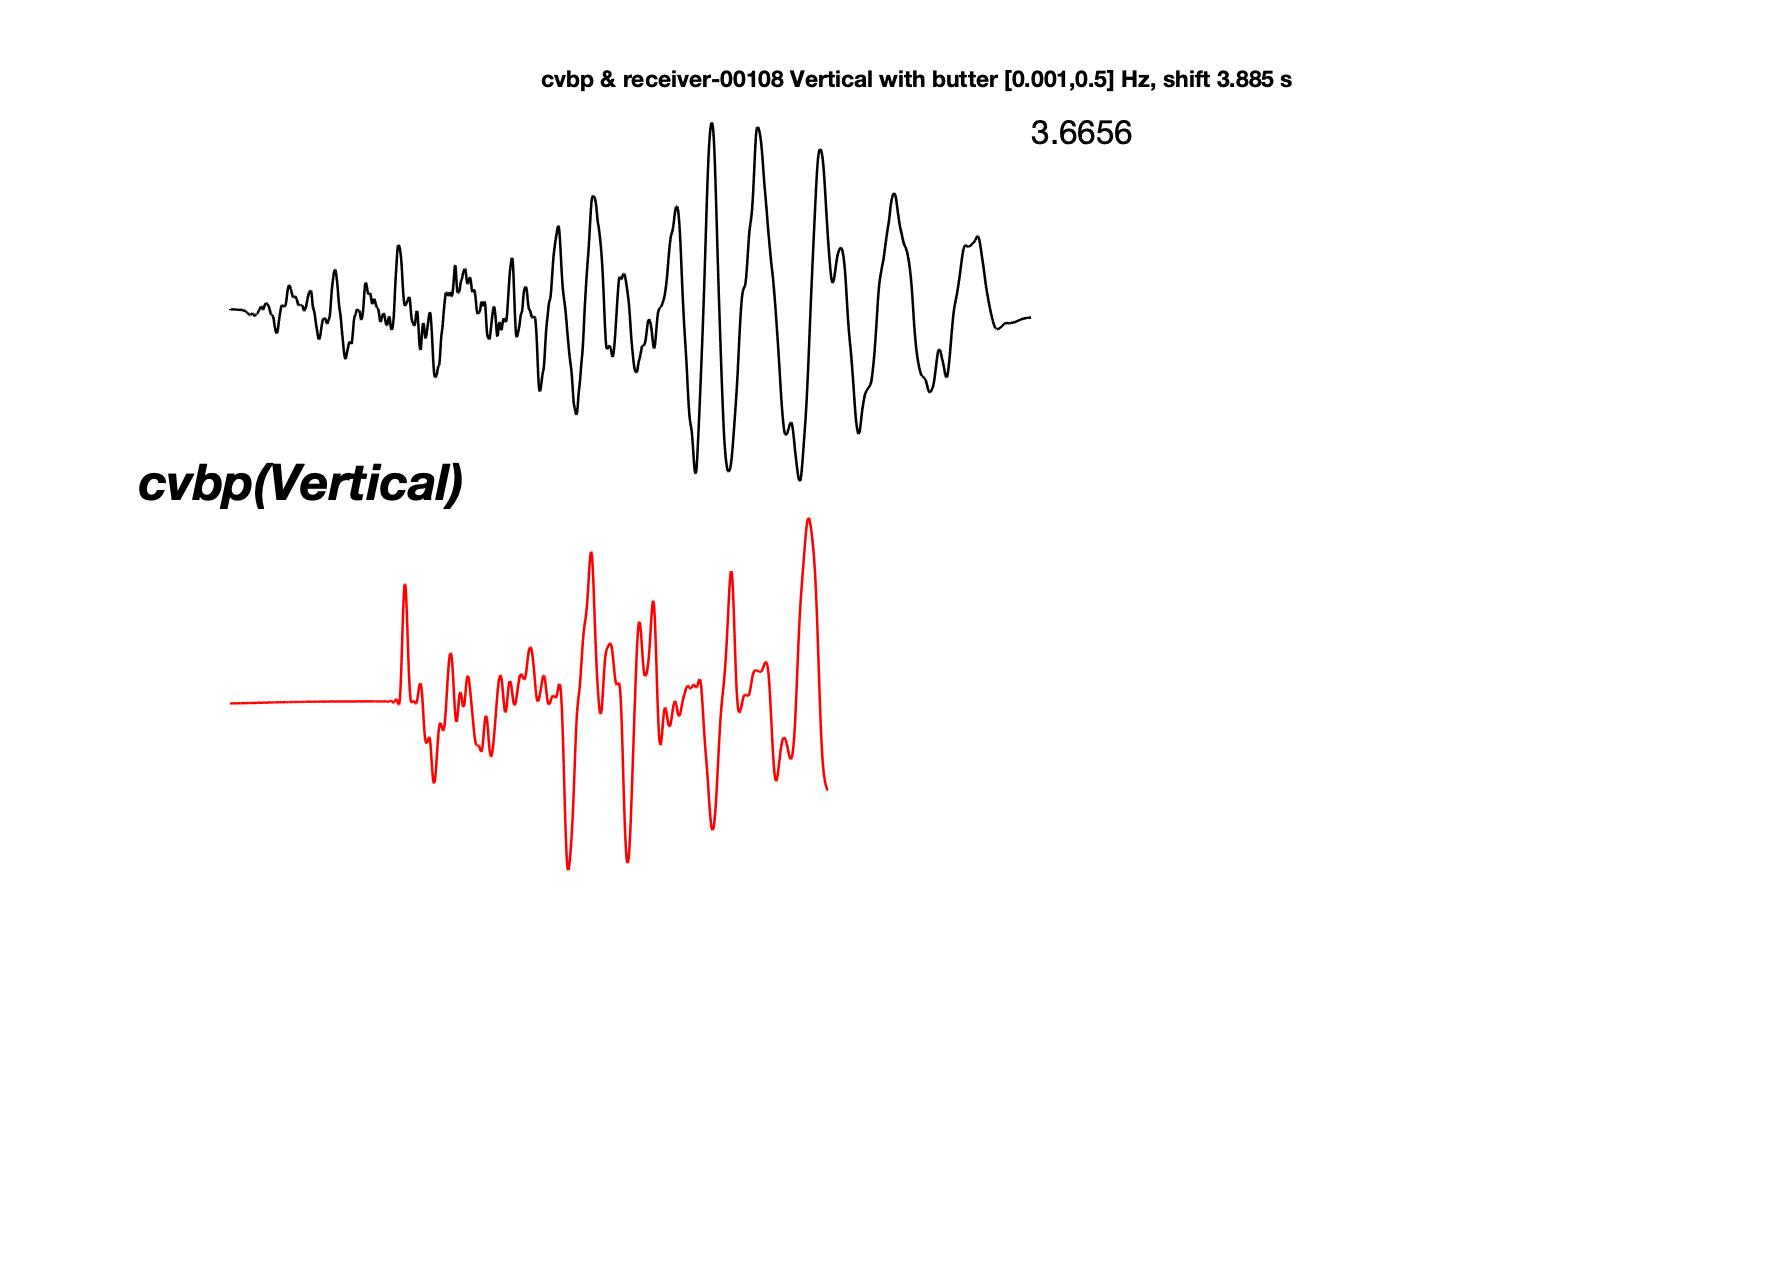 cvbp & receiver-00108 Vertical with butter [0.001,0.5] Hz, shift 3.885 s
3.6656
cvbp(Vertical)